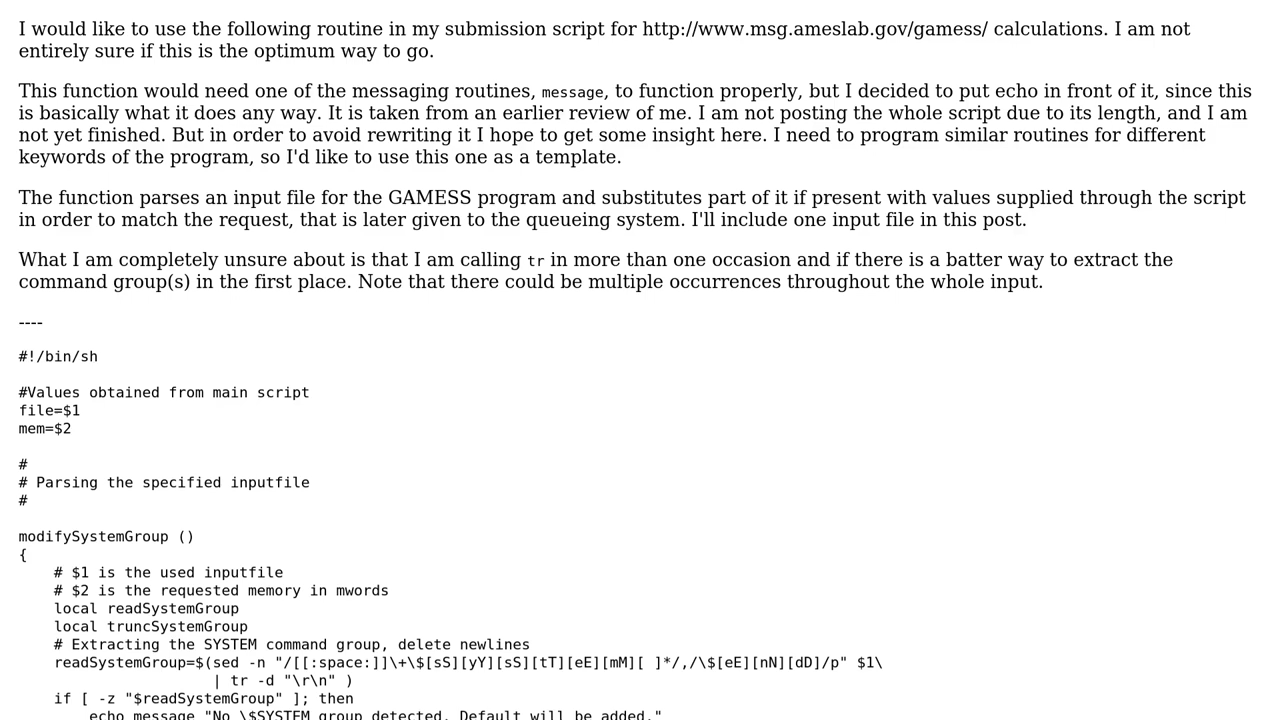 I would like to use the following routine in my submission script for http://www.msg.ameslab.gov/gamess/ calculations. I am not
entirely sure if this is the optimum way to go.
This function would need one of the messaging routines, message, to function properly, but I decided to put echo in front of it, since this
is basically what it does any way. It is taken from an earlier review of me. I am not posting the whole script due to its length, and I am
not yet finished. But in order to avoid rewriting it I hope to get some insight here. I need to program similar routines for different
keywords of the program, so I'd like to use this one as a template.
The function parses an input file for the GAMESS program and substitutes part of it if present with values supplied through the script
in order to match the request, that is later given to the queueing system. I'll include one input file in this post.
What I am completely unsure about is that I am calling tr in more than one occasion and if there is a batter way to extract the
command group(s) in the first place. Note that there could be multiple occurrences throughout the whole input.
----
#!/bin/sh
#Values obtained from main script
file=$1
mem=$2
#
# Parsing the specified inputfile
#
modifySystemGroup ()
{
    # $1 is the used inputfile
    # $2 is the requested memory in mwords
    local readSystemGroup
    local truncSystemGroup
    # Extracting the SYSTEM command group, delete newlines
    readSystemGroup=$(sed -n "/[[:space:]]\+\$[sS][yY][sS][tT][eE][mM][ ]*/,/\$[eE][nN][dD]/p" $1\
                      | tr -d "\r\n" )
    if [ -z "$readSystemGroup" ]; then
        echo message "No \$SYSTEM group detected. Default will be added."